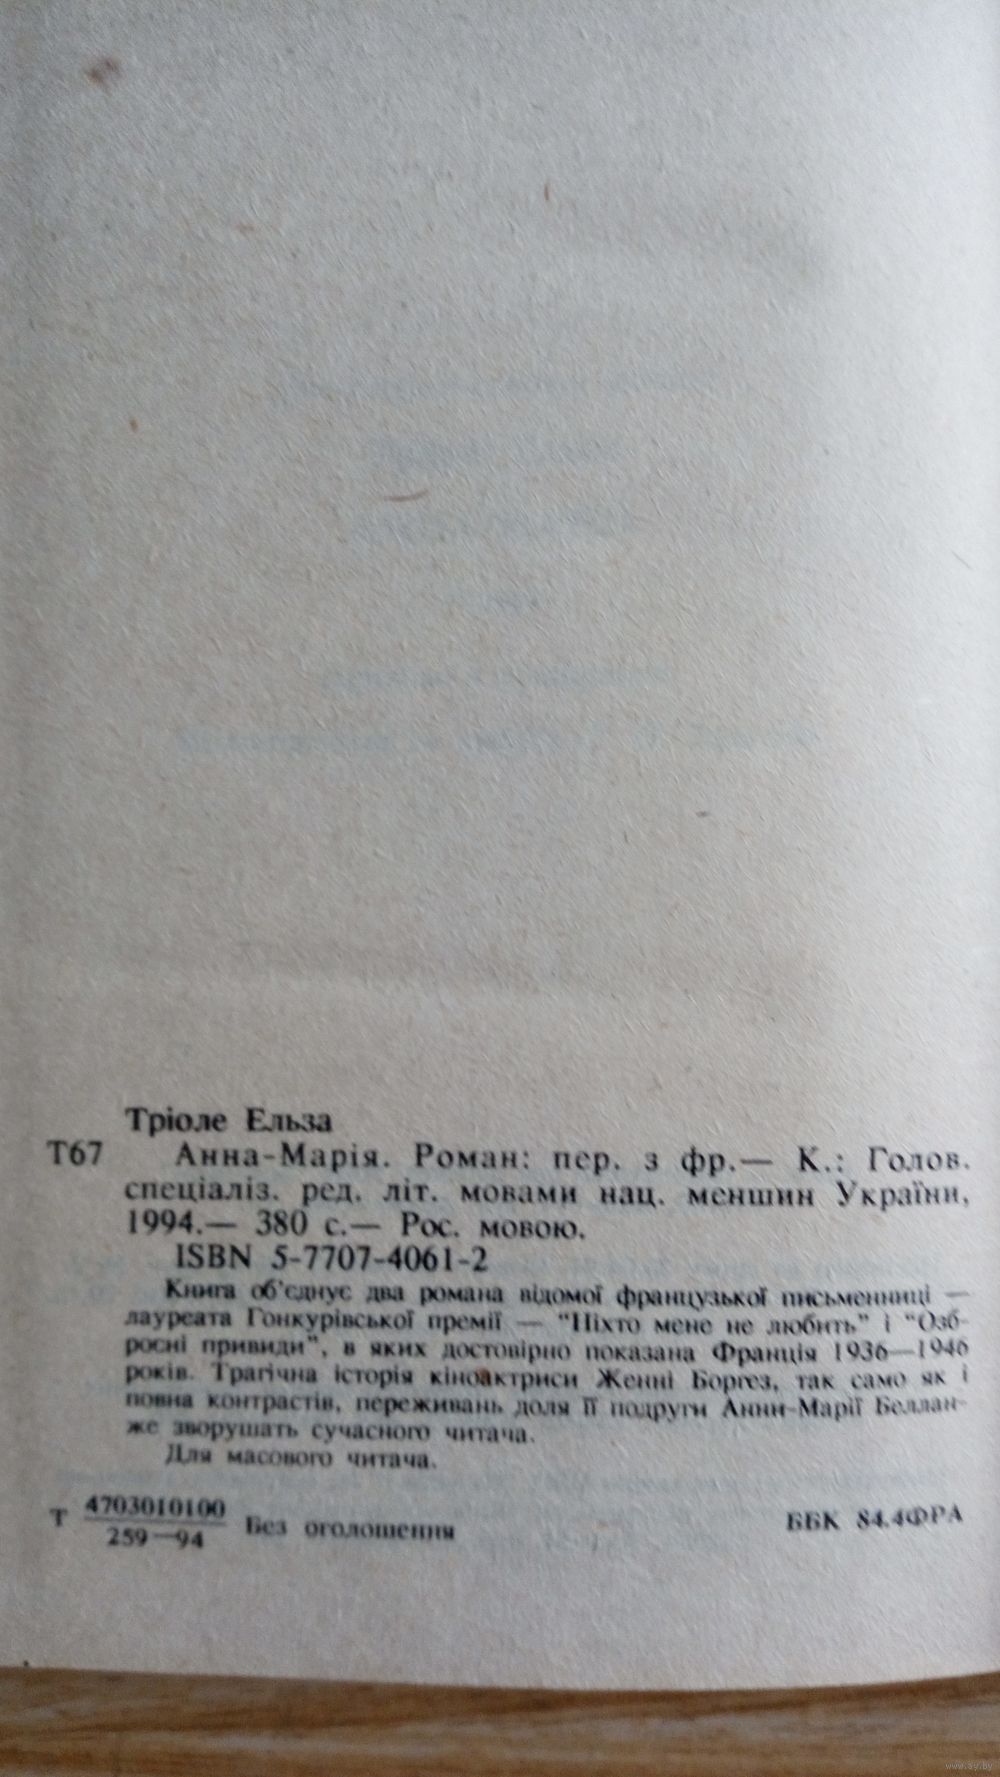 Тріоле Ельза
Т67 Анна-Марія. Роман: пер. з фр.— К.: Голов.
спеціаліз. ред. літ. мовами нац. меншин України,
1994.— 380 с.— Рос. мовою.
ISBN 5-7707-4061-2
Книга об'єднує два романа відомої французької письменниці —
лауреата Гонкурівської премії — "Ніхто мене не любить" і "Озб-
роєні привиди", в яких достовірно показана Франція 1936—1946
років. Трагічна історія кіноактриси Женні Боргез, так само як і
повна контрастів, переживань доля її подруги Анни-Марії Беллан-
же зворушать сучасного читача.
Для масового читача.
Т 4703010100
259—94 Без оголошення ББК 84.4ФРА
www.ay.by